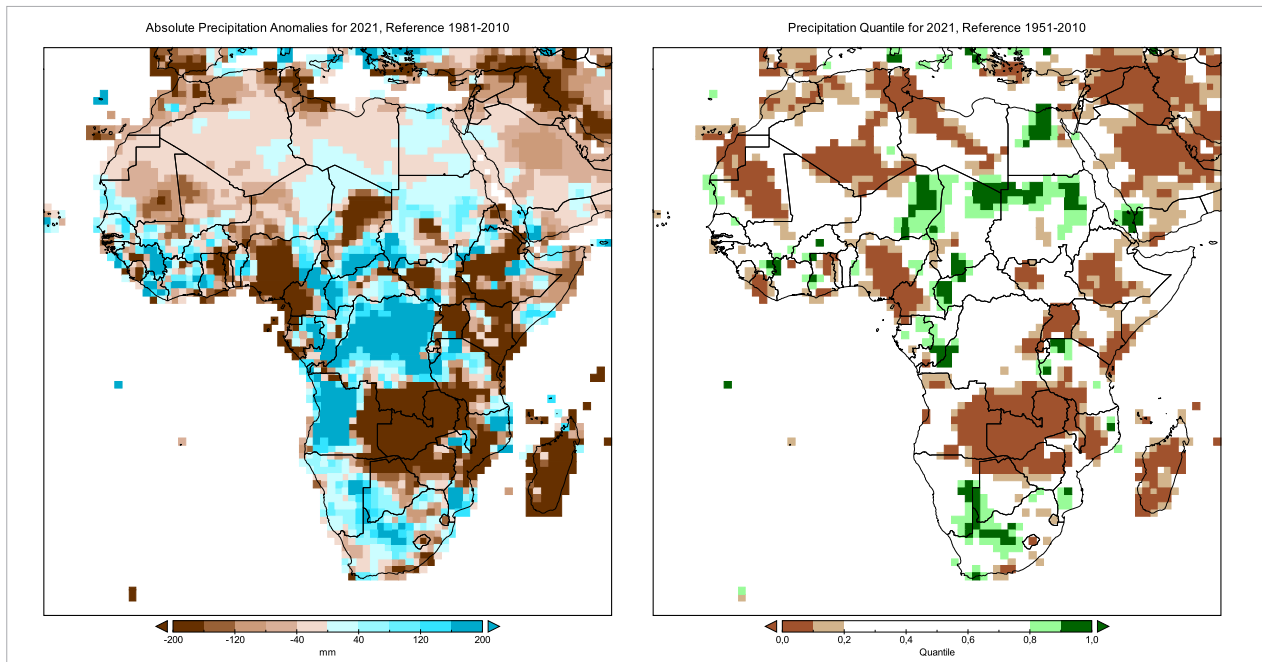 Absolute Precipitation Anomalies for 2021, Reference 1981-2010
Precipitation Quantile for 2021, Reference 1951-2010
-200 -120 -40 40 120 200
mm
0,0 0,2 0,4 0,6 0,8 1,0
Quantile